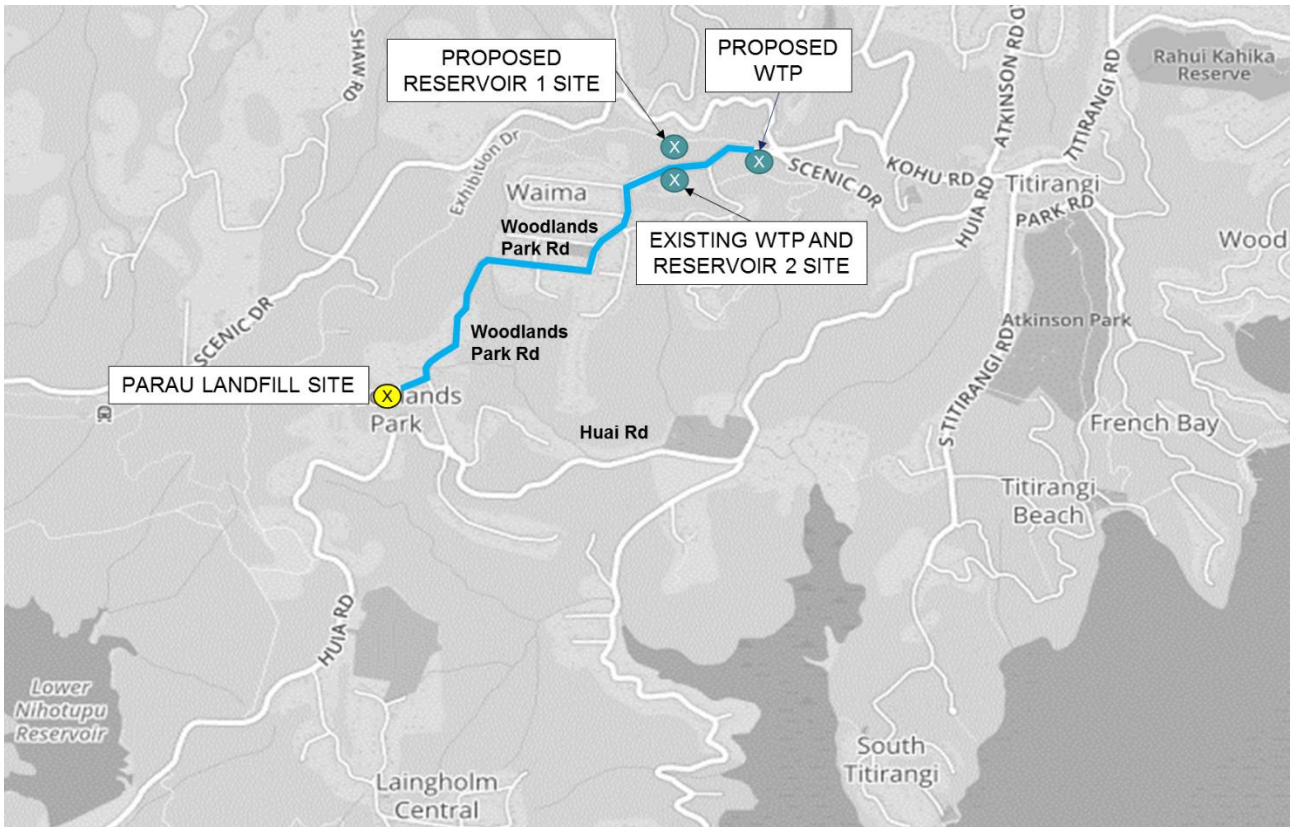 PROPOSED
RESERVOIR 1 SITE
PROPOSED
WTP
SHAW RD
ATKINSON RD
TITIRANGI RD
Rahui Kahika
Reserve
Exhibition Dr
Waima
SCENIC DR
KOHU RD
HUIA RD
Titirangi
PARK RD
Wood
Woodlands
Park Rd
EXISTING WTP AND
RESERVOIR 2 SITE
SCENIC DR
Woodlands
Park Rd
Atkinson Park
PARAU LANDFILL SITE
lands
Park
Huai Rd
S TITIRANGI RD
French Bay
Titirangi
Beach
HUIA RD
Lower
Nihotupu
Reservoir
South
Titirangi
Laingholm
Central